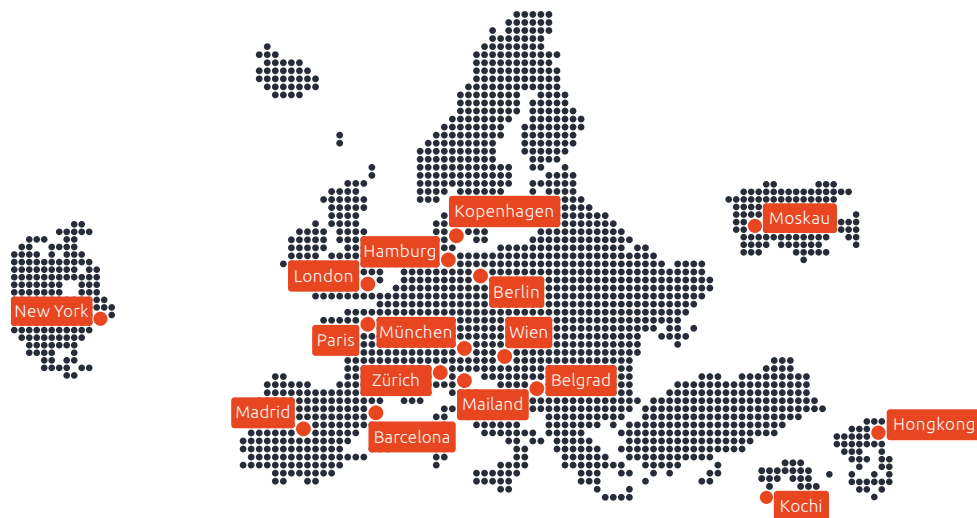 Kopenhagen
Moskau
Hamburg
London
Berlin
New York
Paris
München
Wien
Zürich
Belgrad
Mailand
Madrid
Barcelona
Hongkong
Kochi